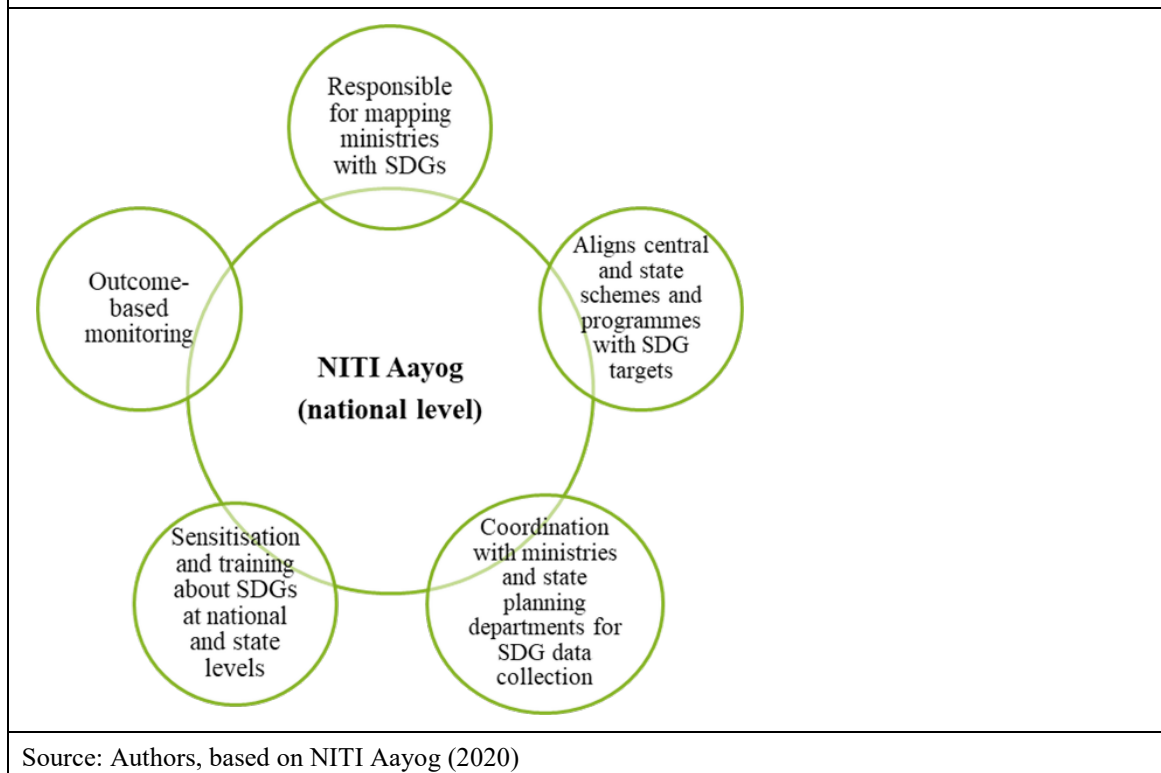 Responsible
for mapping
ministries
with SDGs
Aligns central
and state
schemes and
programmes
with SDG
targets
Outcome-
based
monitoring
NITI Aayog
(national level)
Sensitisation
and training
about SDGs
at national
and state
levels
Coordination
with ministries
and state
planning
departments for
SDG data
collection
Source: Authors, based on NITI Aayog (2020)